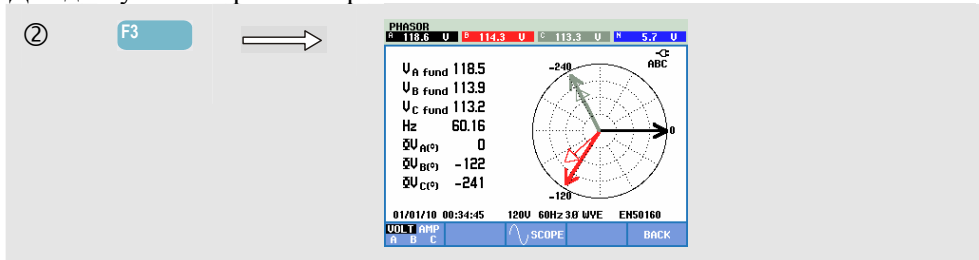 ② F3
PHASOR
A 118.6 V B 114.3 V C 113.3 V N 5.7 V
ABC
-240
VA fund 118.5
VB fund 113.9
VC fund 113.2
Hz 60.16
ΦVA(°) 0
0
ΦVB(°) -122
ΦVC(°) -241
-120
01/01/10 00:34:45 120V 60Hz 3Ø WYE EN50160
VOLT AMP
A B C
SCOPE BACK